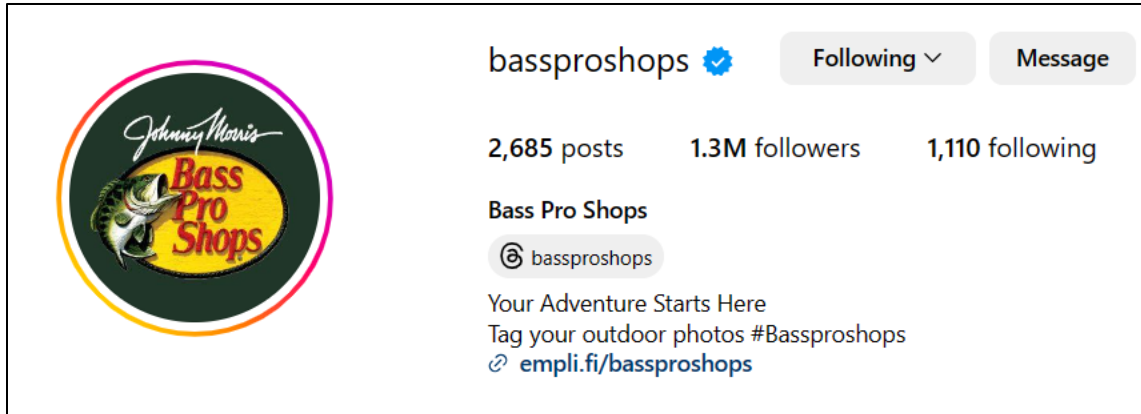 Johnny Morris
Bass
Pro
Shops
bassproshops Following Message
2,685 posts 1.3M followers 1,110 following
Bass Pro Shops
bassproshops
Your Adventure Starts Here
Tag your outdoor photos #Bassproshops
empli.fi/bassproshops